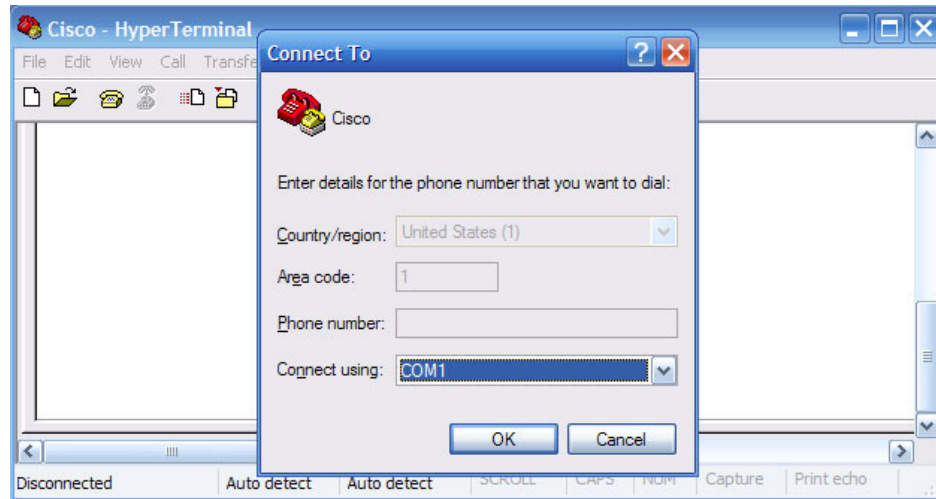 Cisco - HyperTerminal
File Edit View Call Transfe
Connect To
Cisco
Enter details for the phone number that you want to dial:
Country/region: United States (1)
Area code: 1
Phone number:
Connect using: COM1
OK Cancel
Disconnected Auto detect Auto detect SCROLL CAPS NUM Capture Print echo